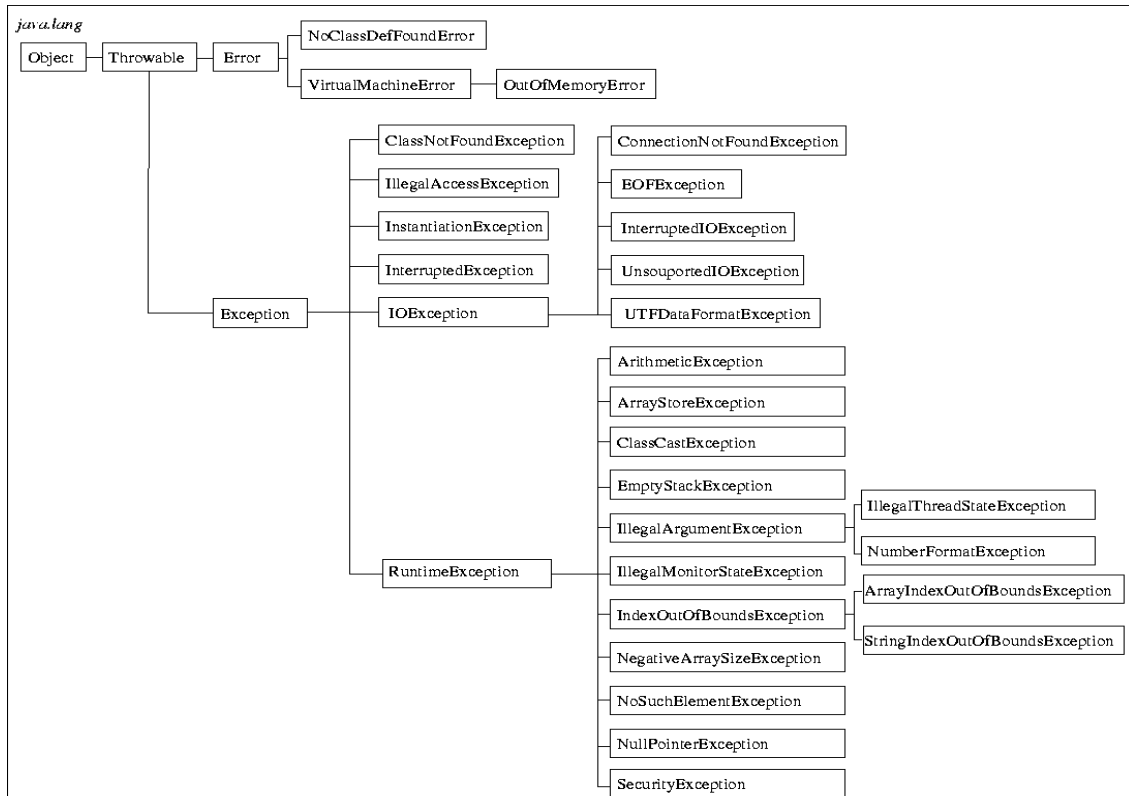 java.lang
Object
Throwable
Error
NoClassDefFoundError
VirtualMachineError
OutOfMemoryError
Exception
ClassNotFoundException
IllegalAccessException
InstantiationException
InterruptedException
IOException
ConnectionNotFoundException
EOFException
InterruptedIOException
UnsouportedIOException
UTFDataFormatException
RuntimeException
ArithmeticException
ArrayStoreException
ClassCastException
EmptyStackException
IllegalArgumentException
IllegalThreadStateException
NumberFormatException
IllegalMonitorStateException
IndexOutOfBoundsException
ArrayIndexOutOfBoundsException
StringIndexOutOfBoundsException
NegativeArraySizeException
NoSuchElementException
NullPointerException
SecurityException